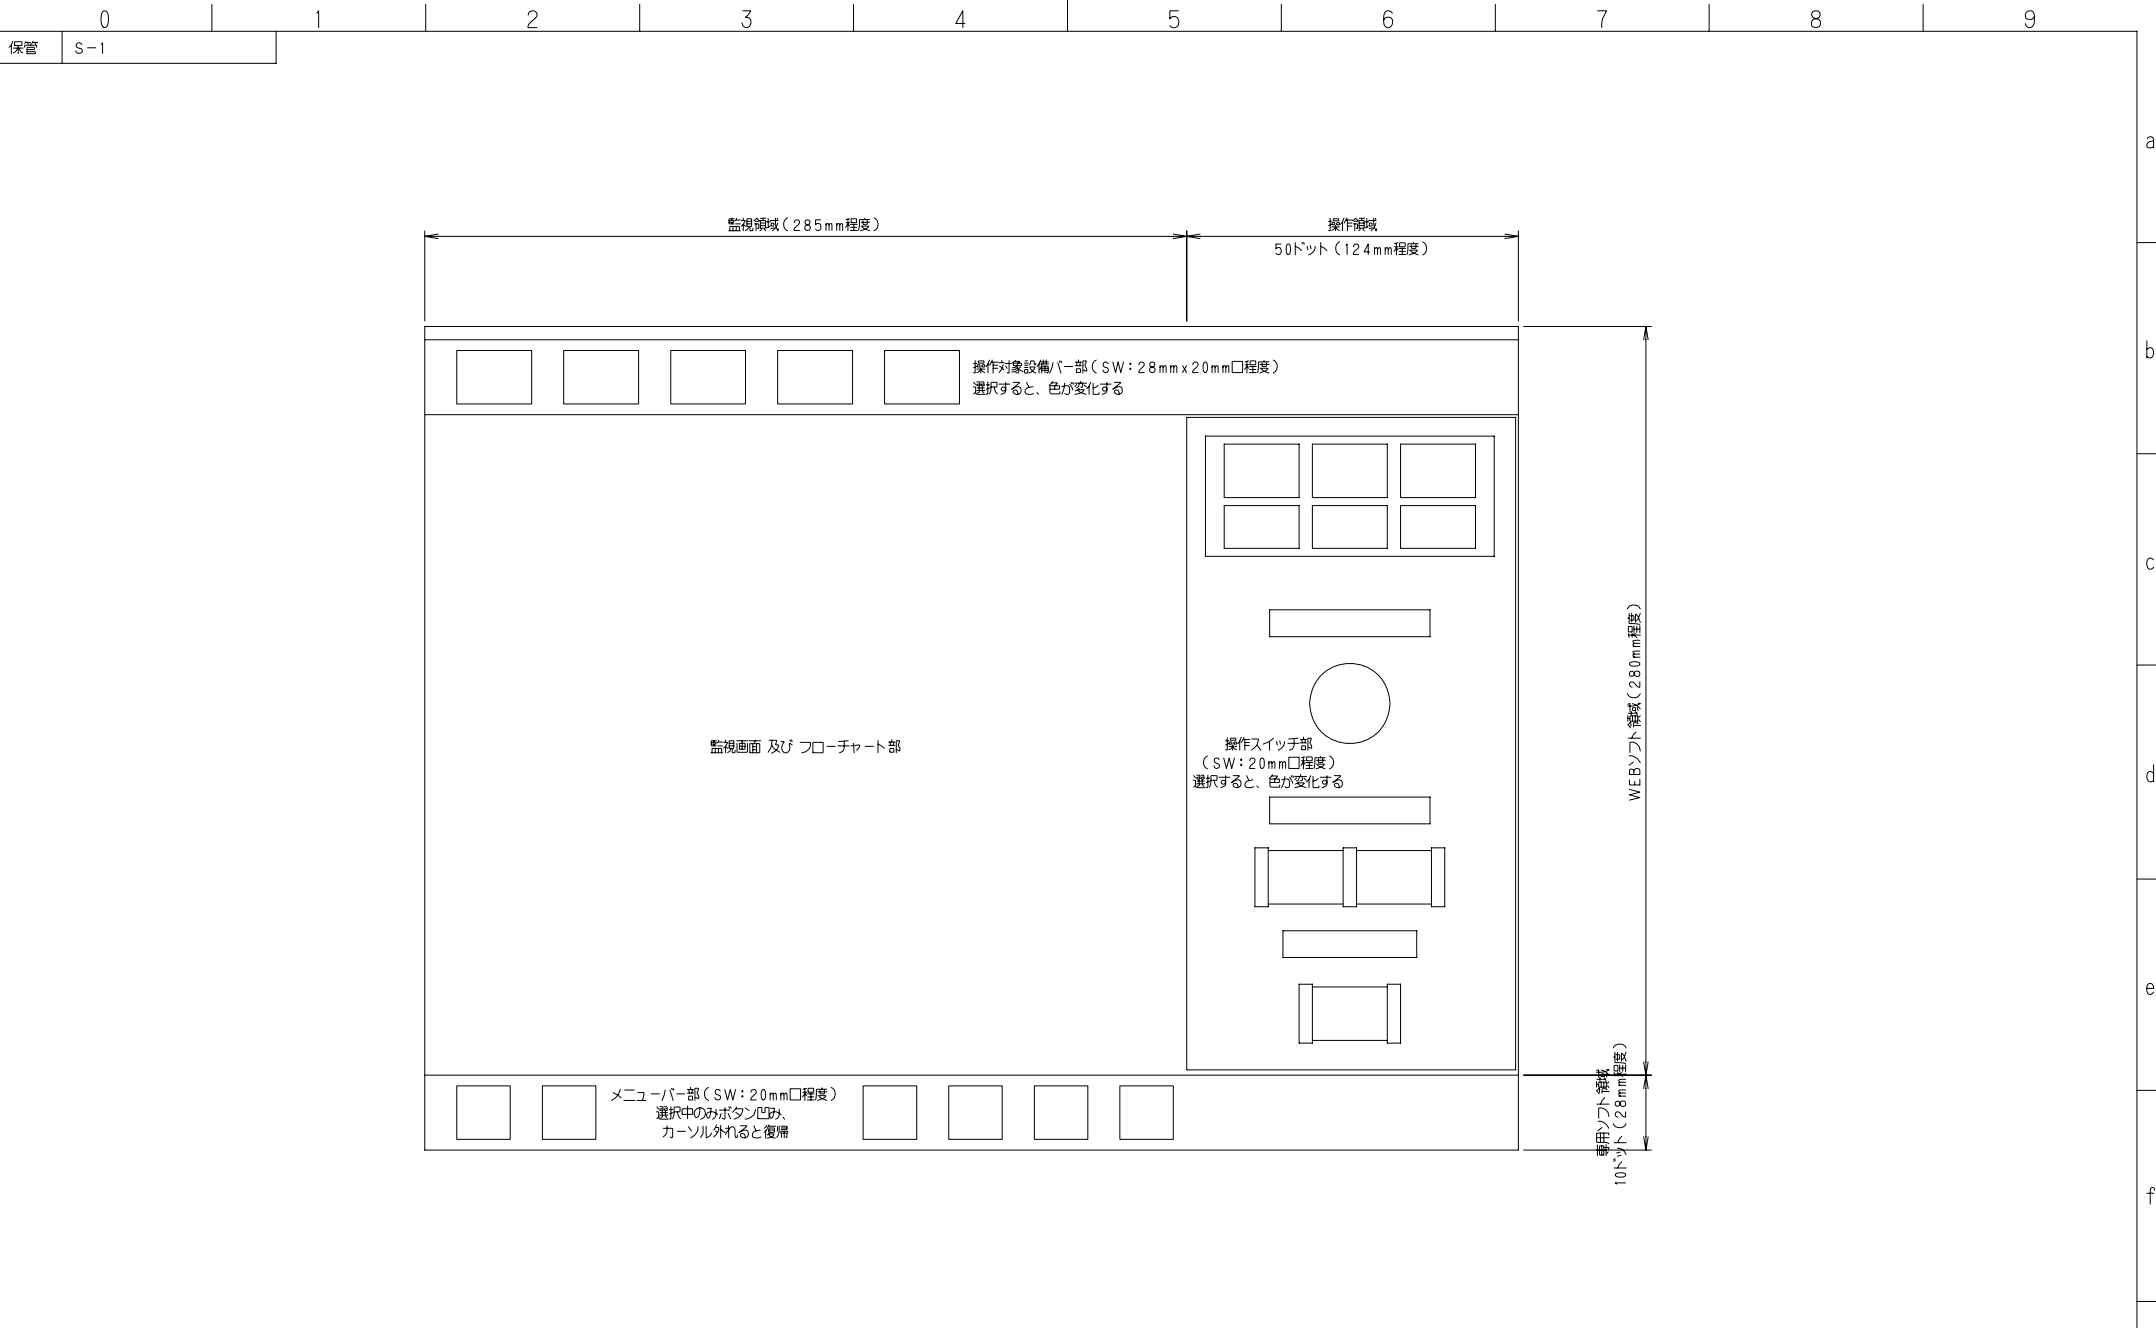 0 1 2 3 4 5 6 7 8 9
保管 S-1
a
監視領域(285mm程度)
操作領域
50ドット(124mm程度)
b
操作対象設備バー部(SW:28mmx20mm□程度)
選択すると、色が変化する
c
WEBソフト領域(280mm程度)
監視画面 及び フローチャート部
操作スイッチ部
(SW:20mm□程度)
選択すると、色が変化する
d
e
専用ソフト領域
10ドット(28mm程度)
メニューバー部(SW:20mm□程度)
選択中のみボタン凹み、
カーソル外れると復帰
f